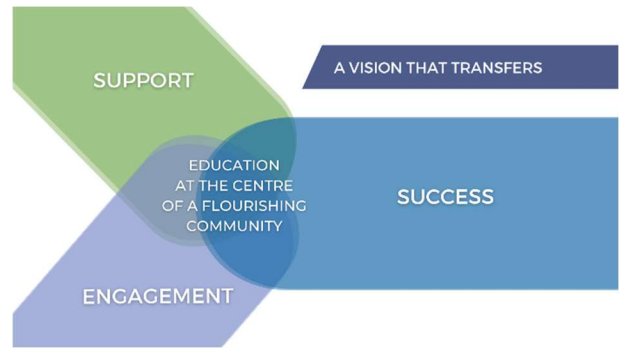 SUPPORT
A VISION THAT TRANSFERS
EDUCATION
AT THE CENTRE
OF A FLOURISHING
COMMUNITY
SUCCESS
ENGAGEMENT